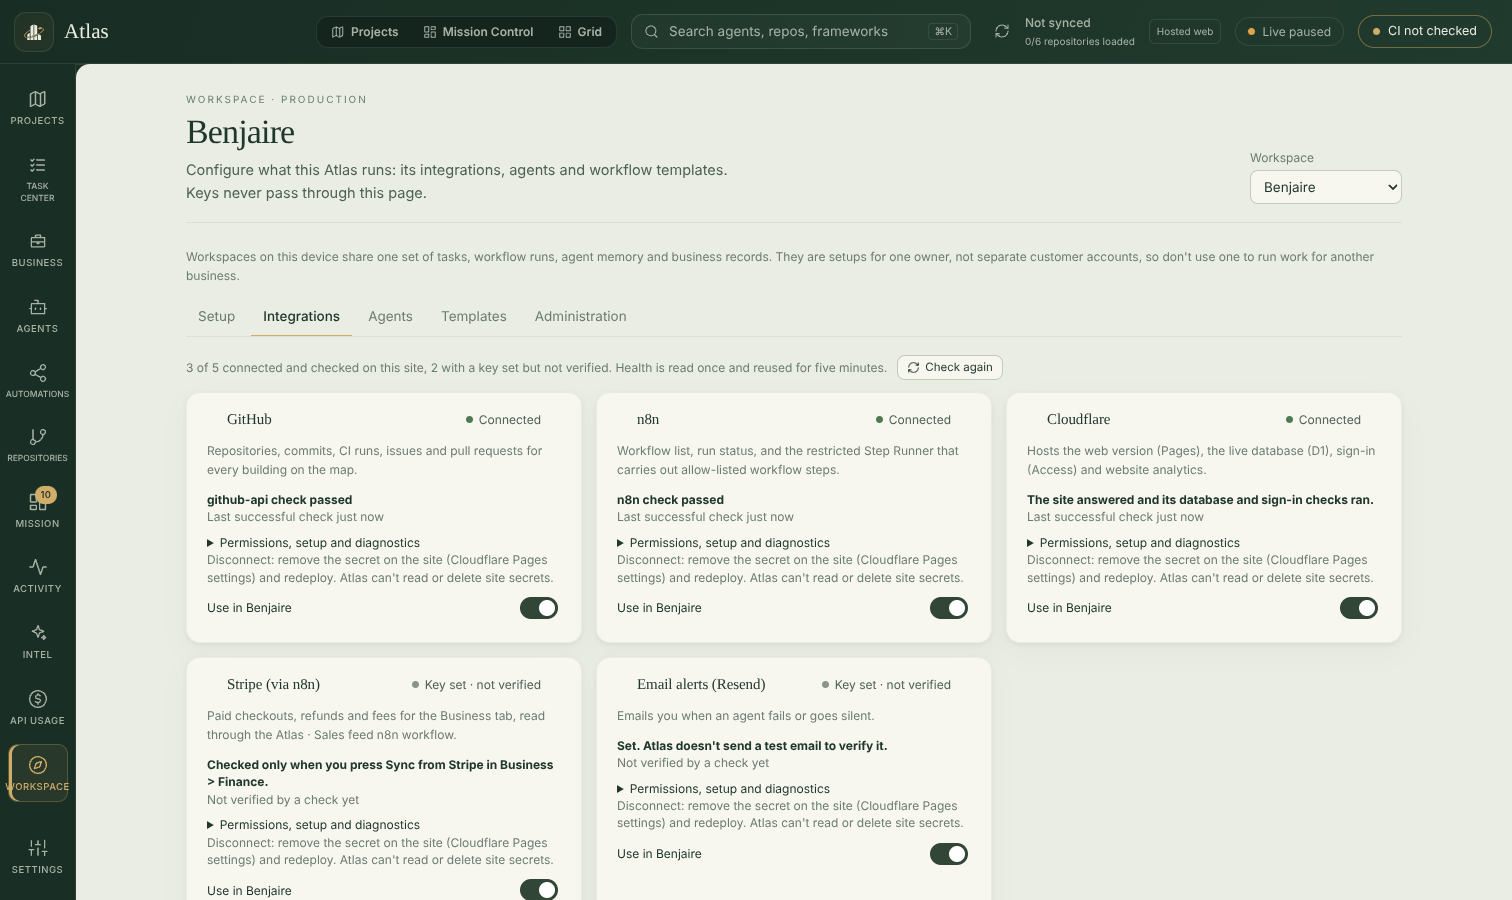 Atlas
Projects
Mission Control
Grid
Search agents, repos, frameworks
⌘K
Not synced
0/6 repositories loaded
Hosted web
Live paused
CI not checked
PROJECTS
TASK
CENTER
BUSINESS
AGENTS
AUTOMATIONS
REPOSITORIES
10
MISSION
ACTIVITY
INTEL
API USAGE
WORKSPACE
SETTINGS
WORKSPACE · PRODUCTION
Benjaire
Configure what this Atlas runs: its integrations, agents and workflow templates.
Keys never pass through this page.
Workspace
Benjaire
Workspaces on this device share one set of tasks, workflow runs, agent memory and business records. They are setups for one owner, not separate customer accounts, so don't use one to run work for another
business.
Setup
Integrations
Agents
Templates
Administration
3 of 5 connected and checked on this site, 2 with a key set but not verified. Health is read once and reused for five minutes.
Check again
GitHub
Connected
Repositories, commits, CI runs, issues and pull requests for
every building on the map.
github-api check passed
Last successful check just now
Permissions, setup and diagnostics
Disconnect: remove the secret on the site (Cloudflare Pages
settings) and redeploy. Atlas can't read or delete site secrets.
Use in Benjaire
n8n
Connected
Workflow list, run status, and the restricted Step Runner that
carries out allow-listed workflow steps.
n8n check passed
Last successful check just now
Permissions, setup and diagnostics
Disconnect: remove the secret on the site (Cloudflare Pages
settings) and redeploy. Atlas can't read or delete site secrets.
Use in Benjaire
Cloudflare
Connected
Hosts the web version (Pages), the live database (D1), sign-in
(Access) and website analytics.
The site answered and its database and sign-in checks ran.
Last successful check just now
Permissions, setup and diagnostics
Disconnect: remove the secret on the site (Cloudflare Pages
settings) and redeploy. Atlas can't read or delete site secrets.
Use in Benjaire
Stripe (via n8n)
Key set · not verified
Paid checkouts, refunds and fees for the Business tab, read
through the Atlas · Sales feed n8n workflow.
Checked only when you press Sync from Stripe in Business
> Finance.
Not verified by a check yet
Permissions, setup and diagnostics
Disconnect: remove the secret on the site (Cloudflare Pages
settings) and redeploy. Atlas can't read or delete site secrets.
Use in Benjaire
Email alerts (Resend)
Key set · not verified
Emails you when an agent fails or goes silent.
Set. Atlas doesn't send a test email to verify it.
Not verified by a check yet
Permissions, setup and diagnostics
Disconnect: remove the secret on the site (Cloudflare Pages
settings) and redeploy. Atlas can't read or delete site secrets.
Use in Benjaire